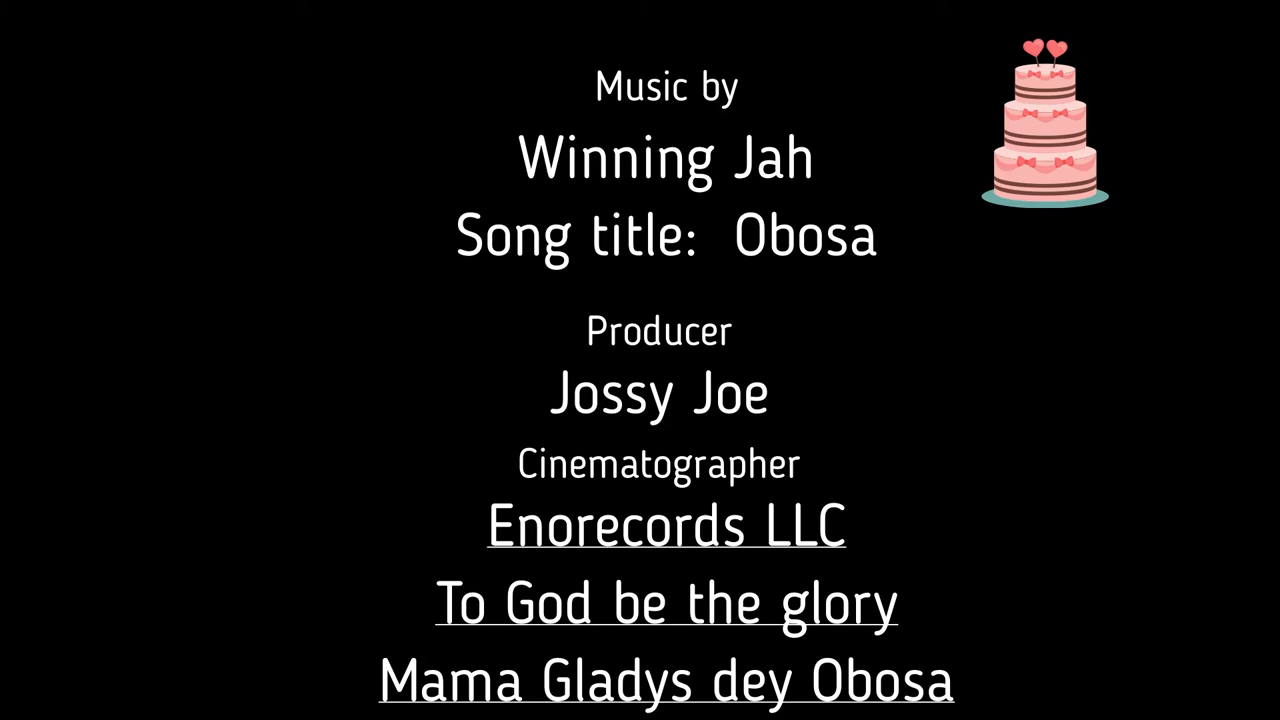 Music by
Winning Jah
Song title: Obosa
Producer
Jossy Joe
Cinematographer
Enorecords LLC
To God be the glory
Mama Gladys dey Obosa